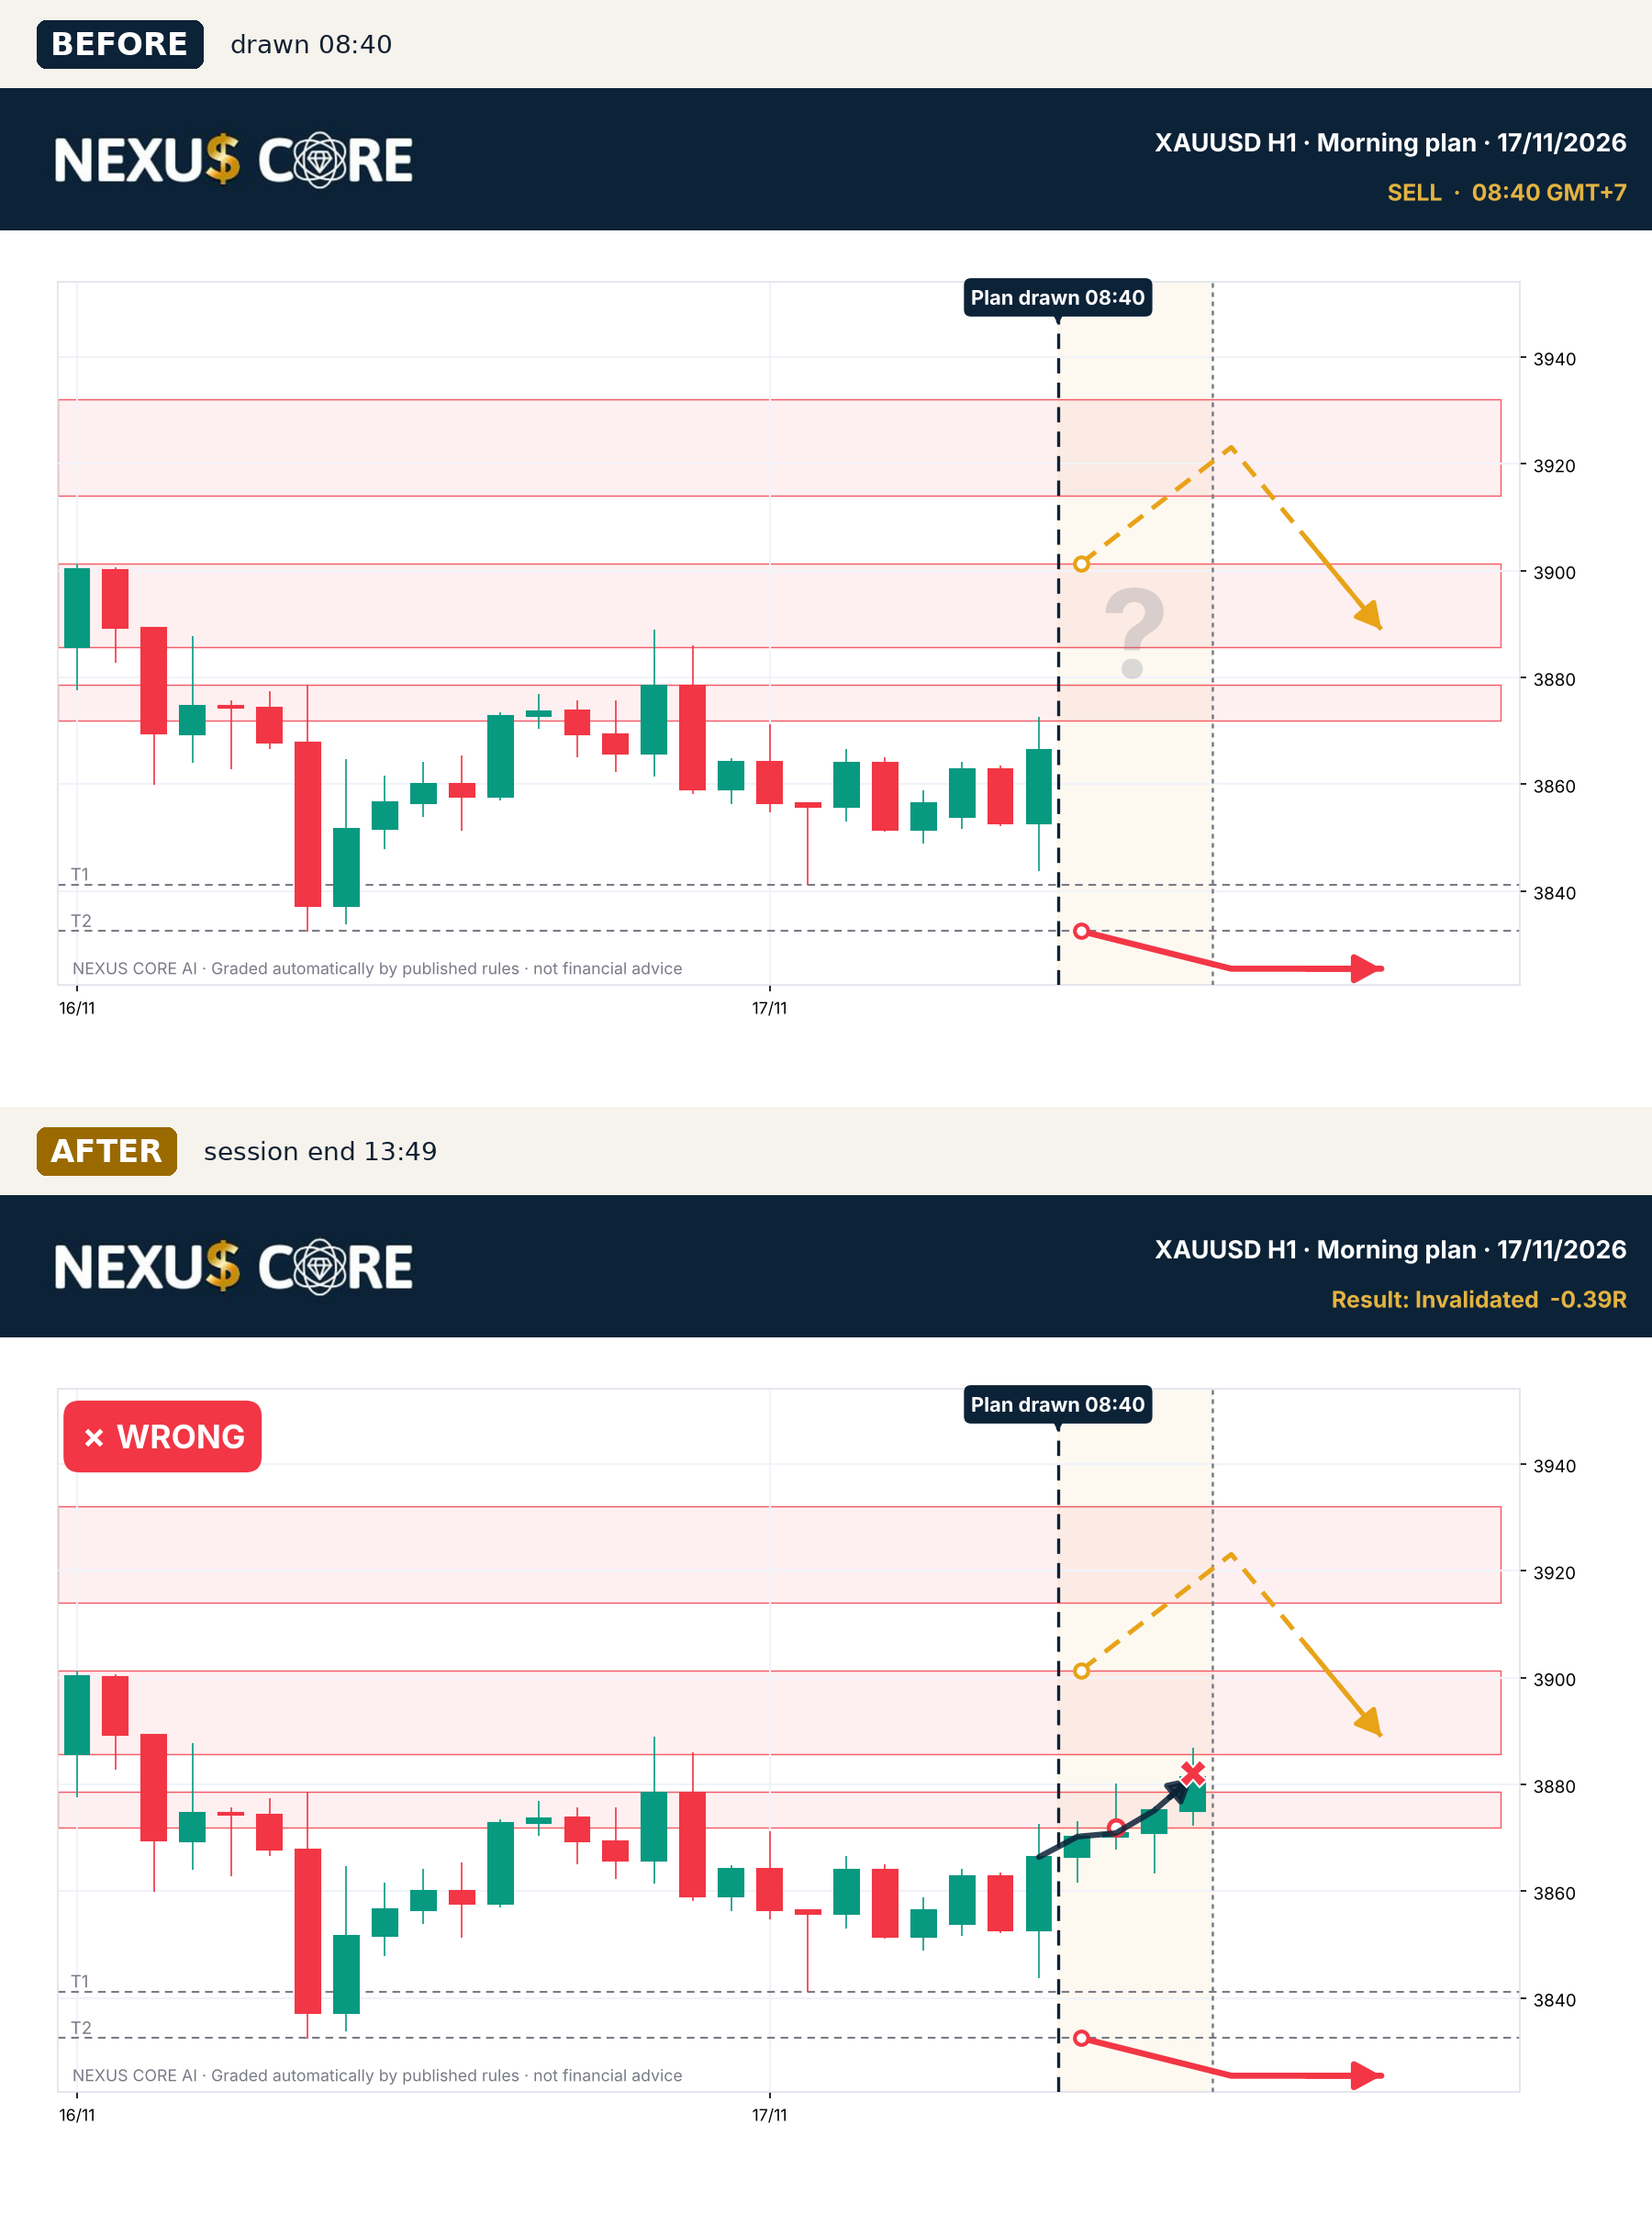 BEFORE drawn 08:40
NEXU$ CORE
XAUUSD H1 · Morning plan · 17/11/2026
SELL · 08:40 GMT+7
Plan drawn 08:40
3940
3920
3900
?
3880
3860
T1
3840
T2
NEXUS CORE AI · Graded automatically by published rules · not financial advice
16/11 17/11
AFTER session end 13:49
NEXU$ CORE
XAUUSD H1 · Morning plan · 17/11/2026
Result: Invalidated -0.39R
Plan drawn 08:40
× WRONG
3940
3920
3900
3880
3860
T1
3840
T2
NEXUS CORE AI · Graded automatically by published rules · not financial advice
16/11 17/11